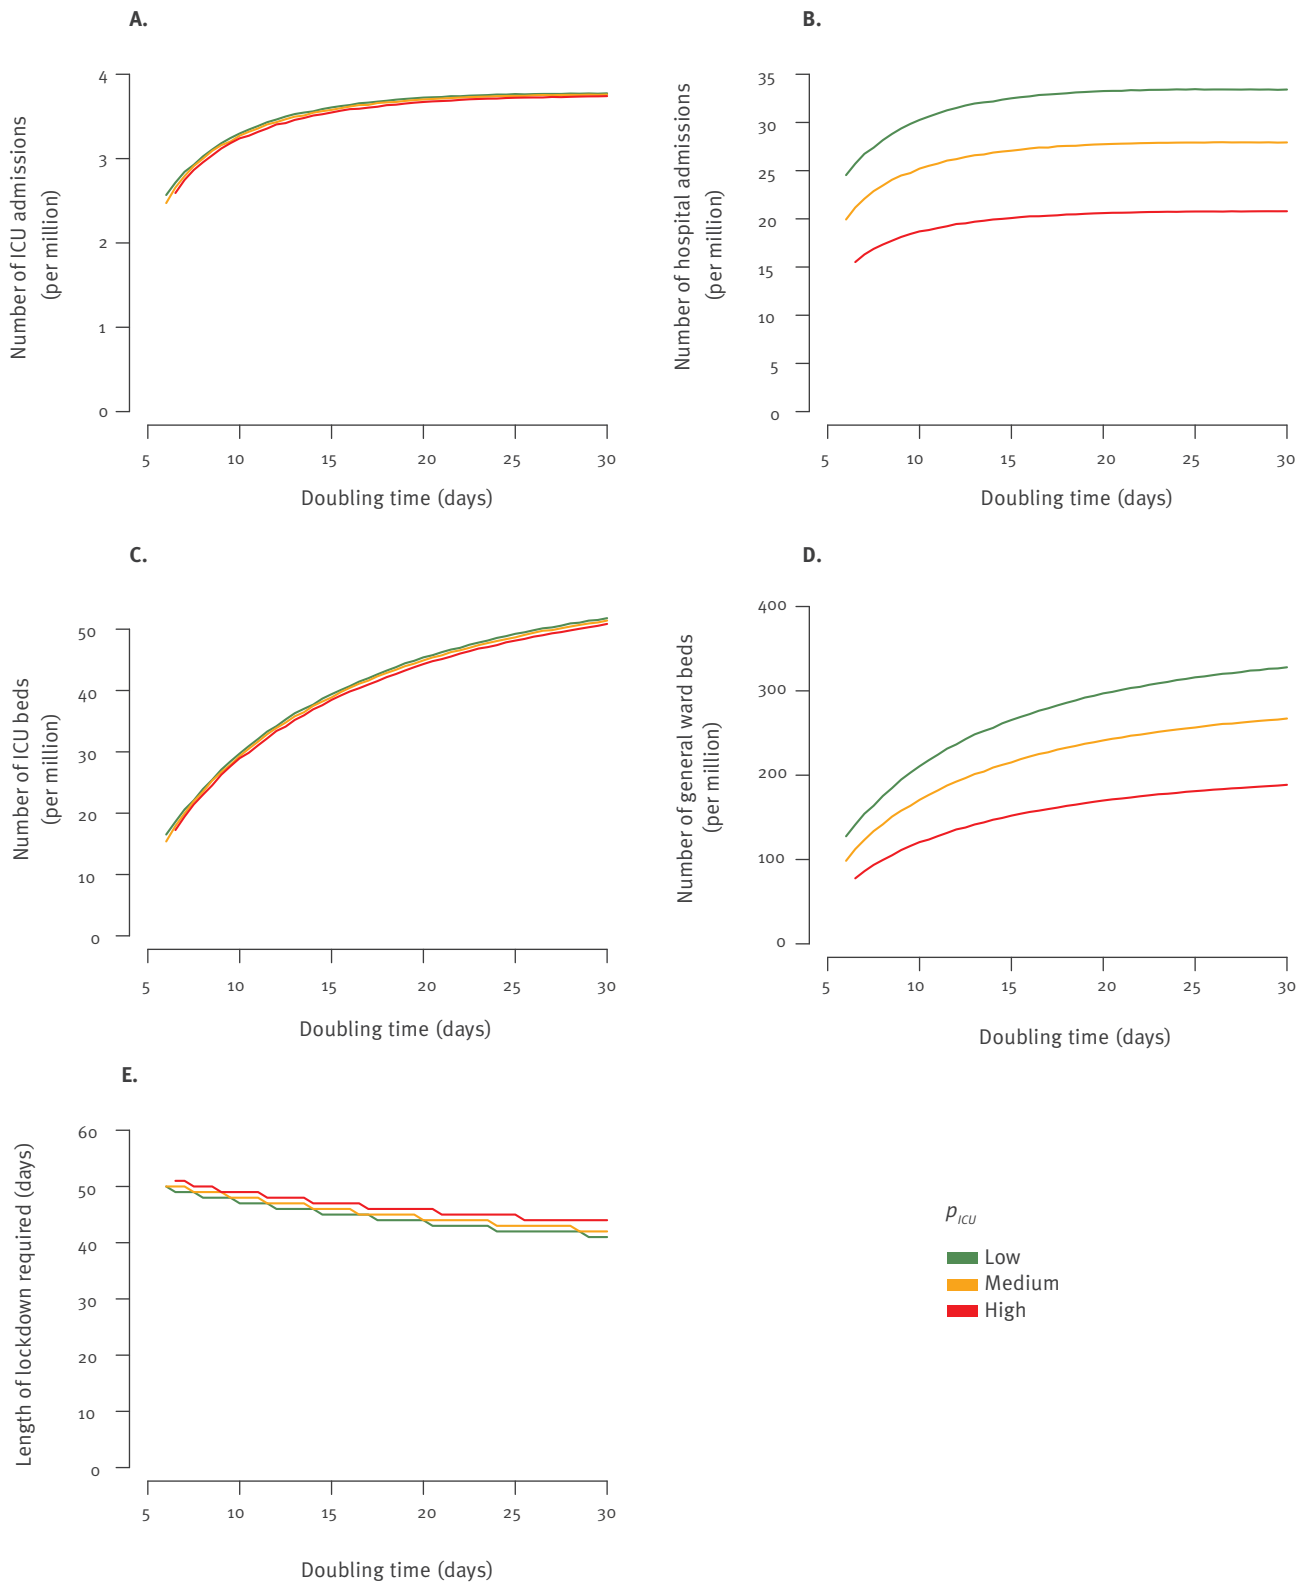 A.
Number of ICU admissions
(per million)
4
3
2
1
0
5 10 15 20 25 30
Doubling time (days)
B.
Number of hospital admissions
(per million)
35
30
25
20
15
10
5
0
5 10 15 20 25 30
Doubling time (days)
C.
Number of ICU beds
(per million)
50
40
30
20
10
0
5 10 15 20 25 30
Doubling time (days)
D.
Number of general ward beds
(per million)
400
300
200
100
0
5 10 15 20 25 30
Doubling time (days)
E.
Length of lockdown required (days)
60
50
40
30
20
10
0
5 10 15 20 25 30
Doubling time (days)
pICU
Low
Medium
High